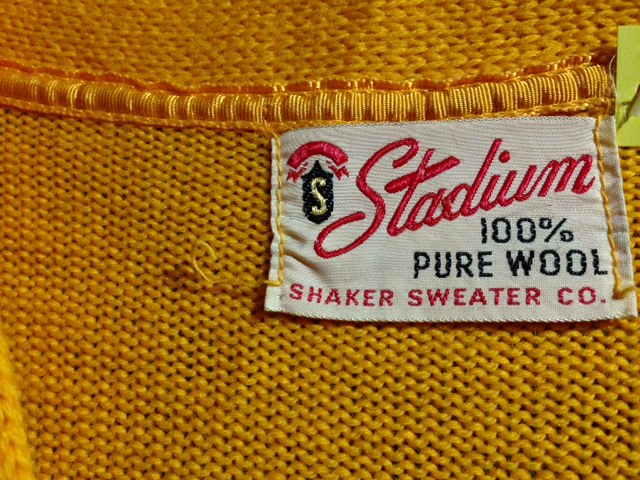 S
Stadium
100%
PURE WOOL
SHAKER SWEATER CO.